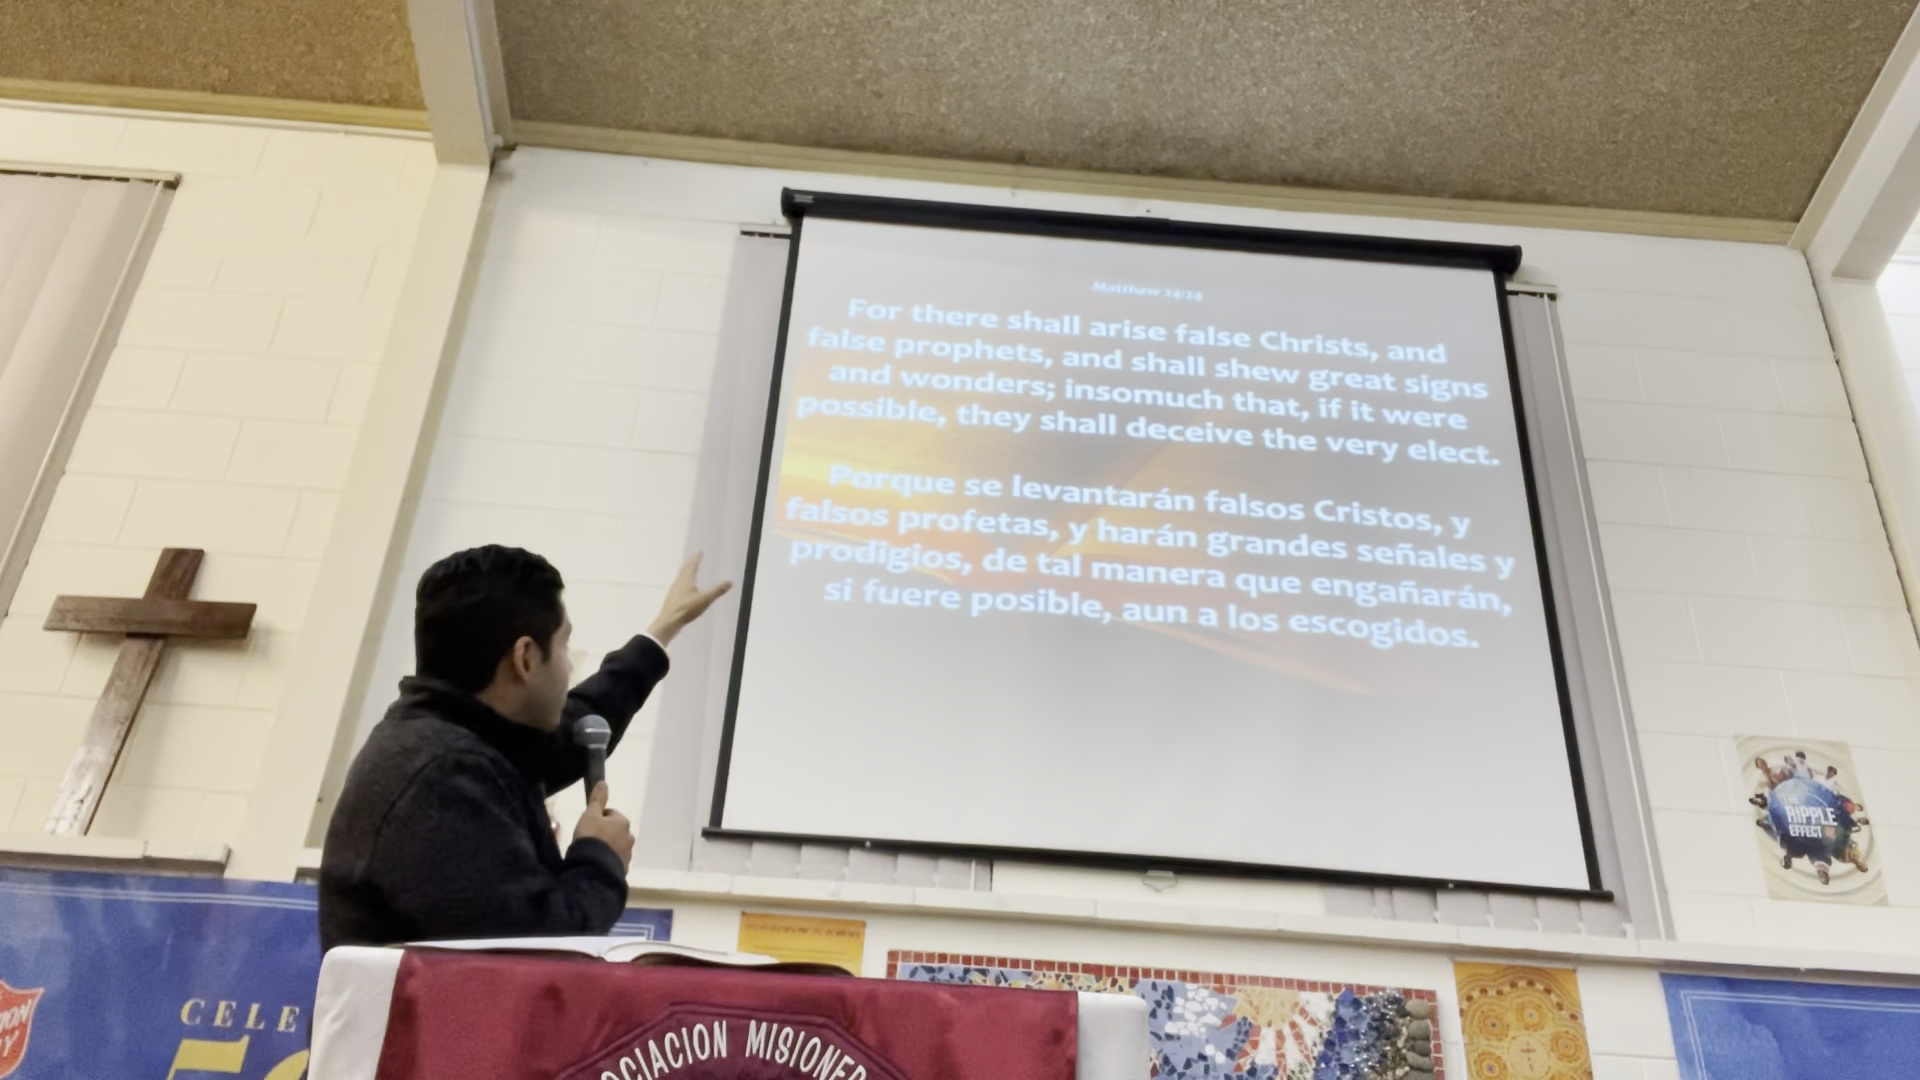 Matthew 24:24
For there shall arise false Christs, and
false prophets, and shall shew great signs
and wonders; insomuch that, if it were
possible, they shall deceive the very elect.
Porque se levantarán falsos Cristos, y
falsos profetas, y harán grandes señales y
prodigios, de tal manera que engañarán,
si fuere posible, aun a los escogidos.
THE
RIPPLE
EFFECT
CELE
OCIACION MISIONER